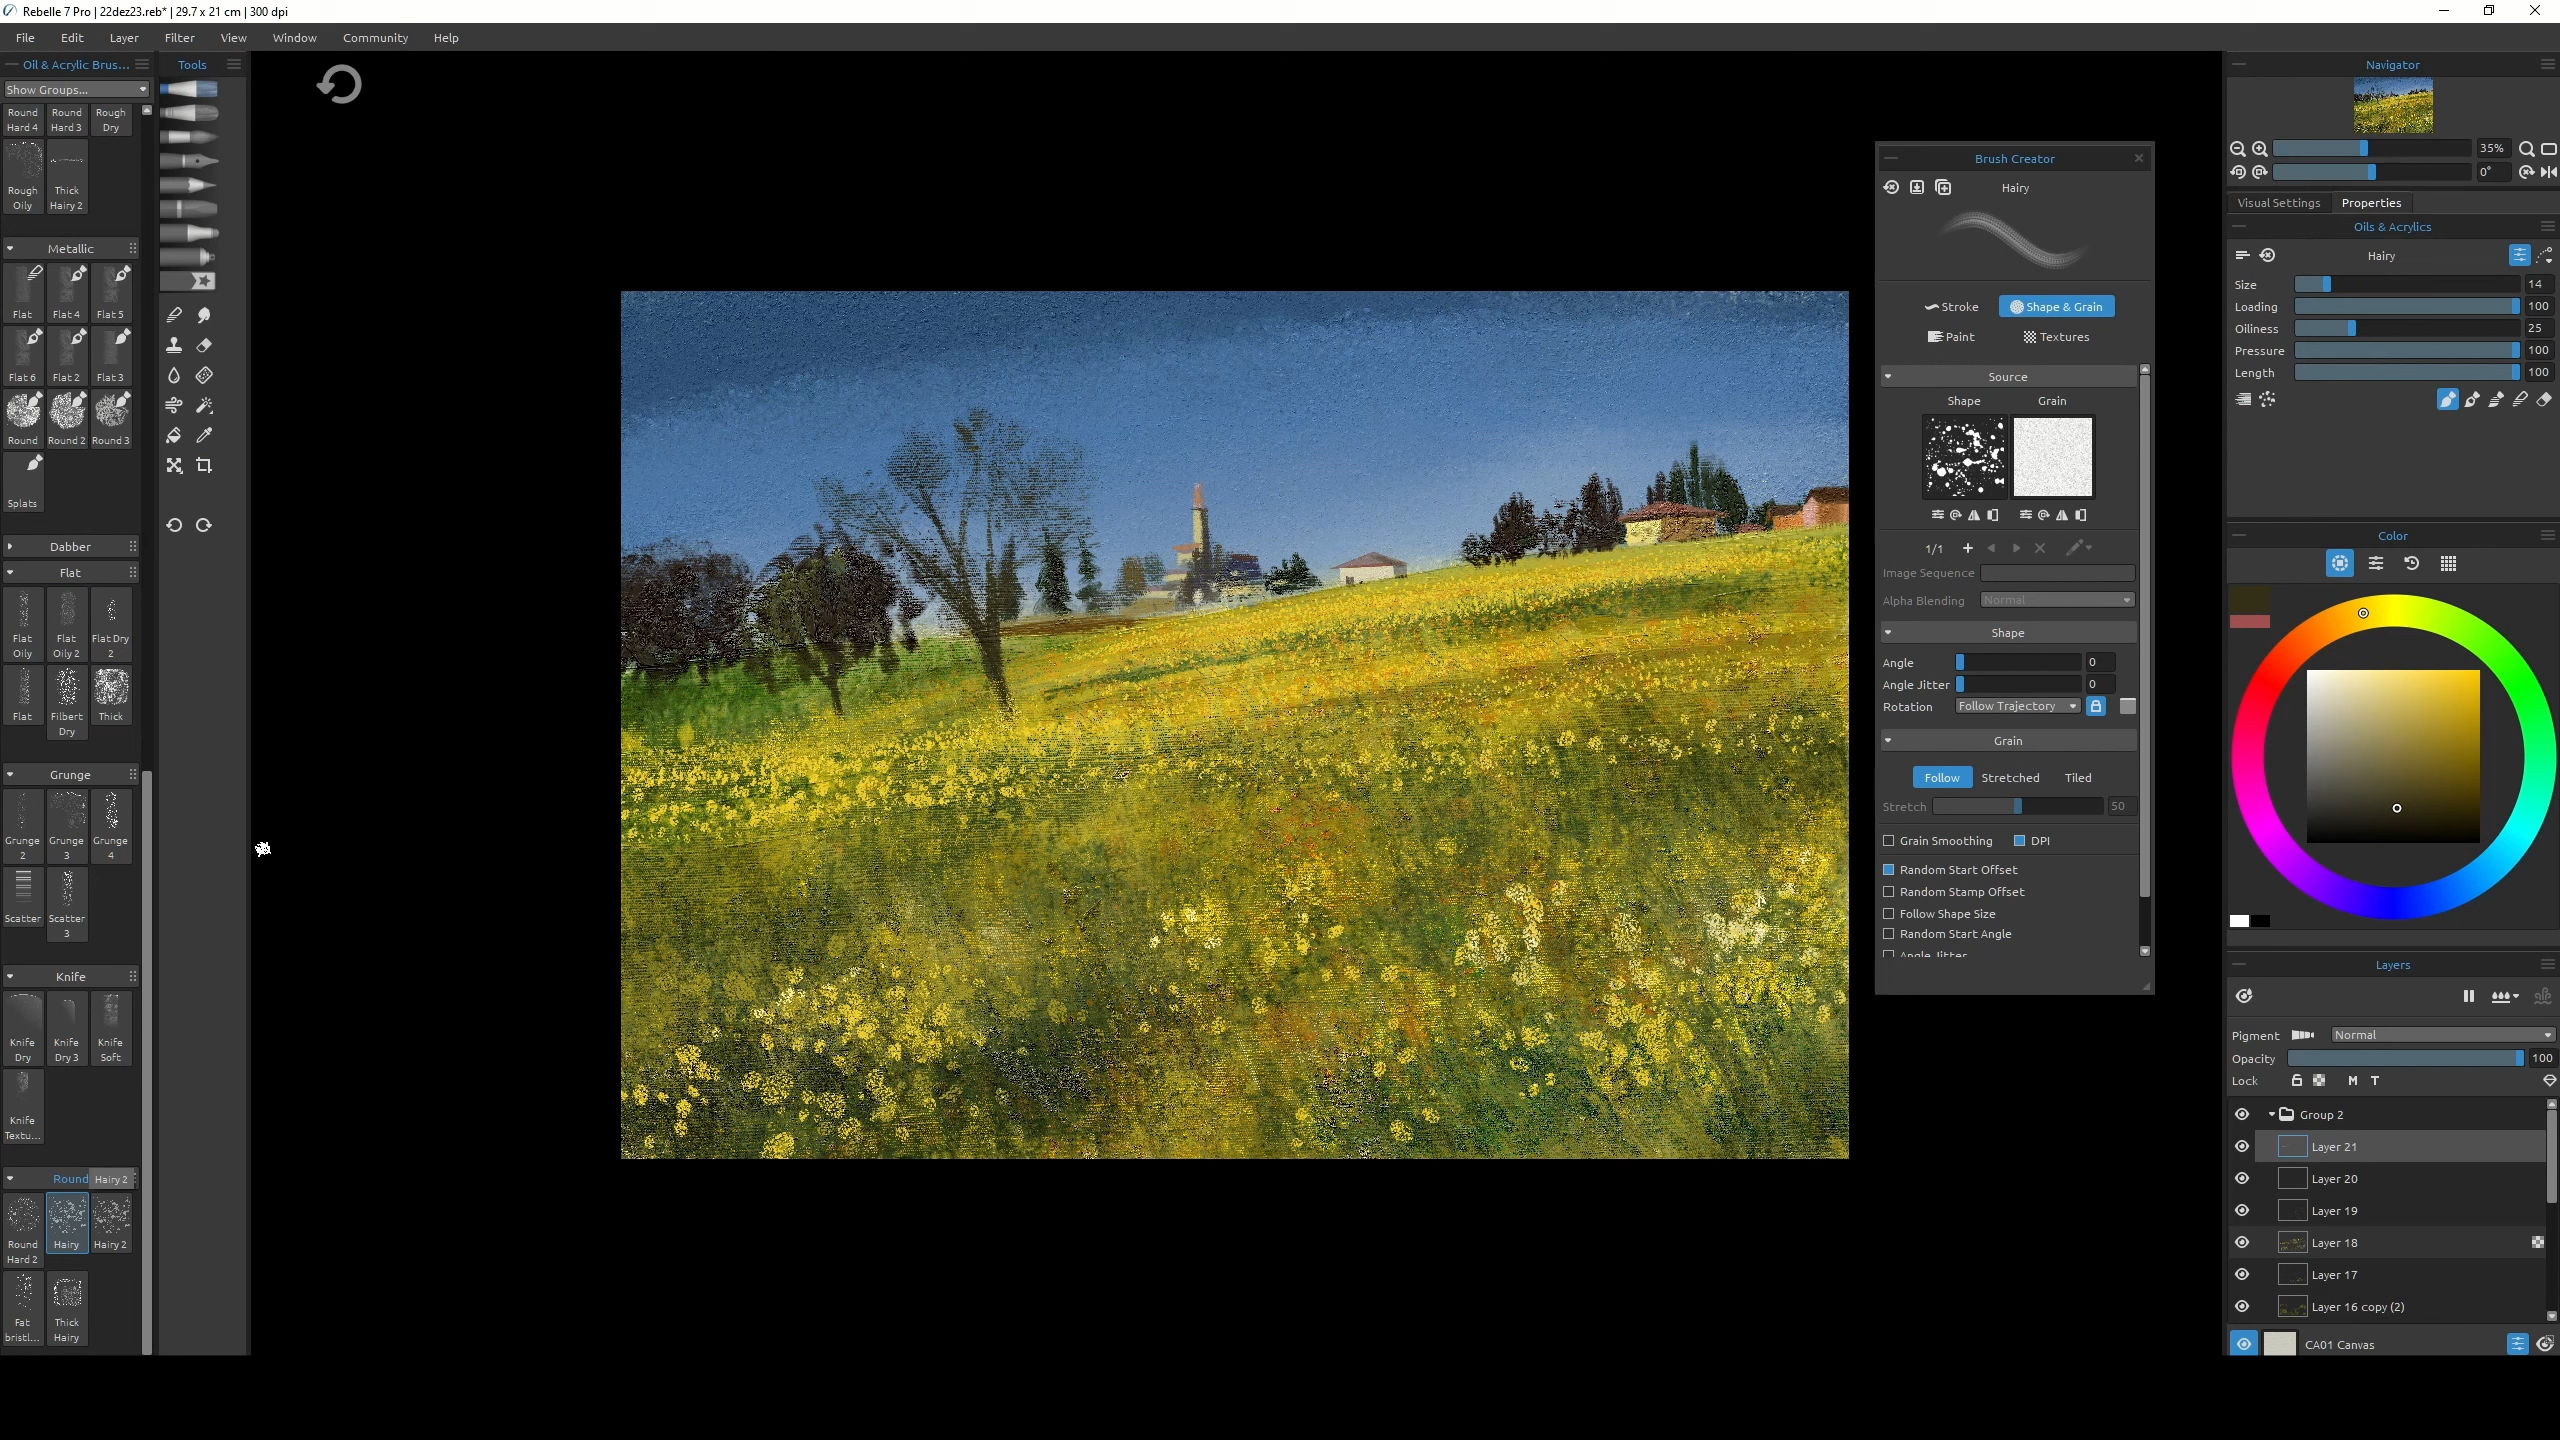 Rebelle 7 Pro | 22dez23.reb* | 29.7 x 21 cm | 300 dpi
File Edit Layer Filter View Window Community Help
Oil & Acrylic Brus...
Show Groups...
Round Hard 4
Round Hard 3
Rough Dry
Rough Oily
Thick Hairy 2
Metallic
Flat Flat 4 Flat 5
Flat 6 Flat 2 Flat 3
Round Round 2 Round 3
Splats
Dabber
Flat
Flat Oily
Flat Oily 2
Flat Dry 2
Flat
Filbert Dry
Thick
Grunge
Grunge 2
Grunge 3
Grunge 4
Scatter
Scatter 3
Knife
Knife Dry
Knife Dry 3
Knife Soft
Knife Textu...
Round Hairy 2
Round Hard 2
Hairy
Hairy 2
Fat bristl...
Thick Hairy
Tools
Brush Creator
Hairy
Stroke Shape & Grain
Paint Textures
Source
Shape Grain
1/1
Image Sequence
Alpha Blending Normal
Shape
Angle 0
Angle Jitter 0
Rotation Follow Trajectory
Grain
Follow Stretched Tiled
Stretch 50
Grain Smoothing DPI
Random Start Offset
Random Stamp Offset
Follow Shape Size
Random Start Angle
Angle Jitter
Navigator
35%
0°
Visual Settings Properties
Oils & Acrylics
Hairy
Size 14
Loading 100
Oiliness 25
Pressure 100
Length 100
Color
Layers
Pigment Normal
Opacity 100
Lock M T
Group 2
Layer 21
Layer 20
Layer 19
Layer 18
Layer 17
Layer 16 copy (2)
CA01 Canvas